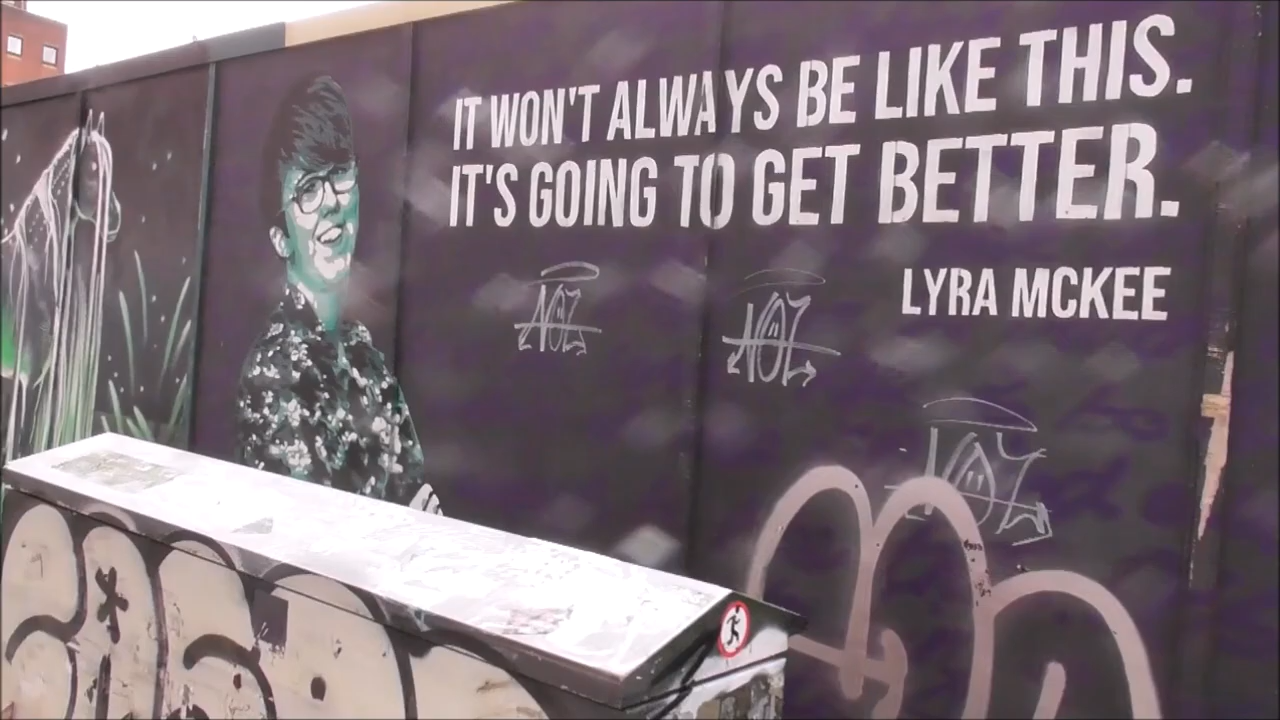 IT WON'T ALWAYS BE LIKE THIS.
IT'S GOING TO GET BETTER.
LYRA MCKEE